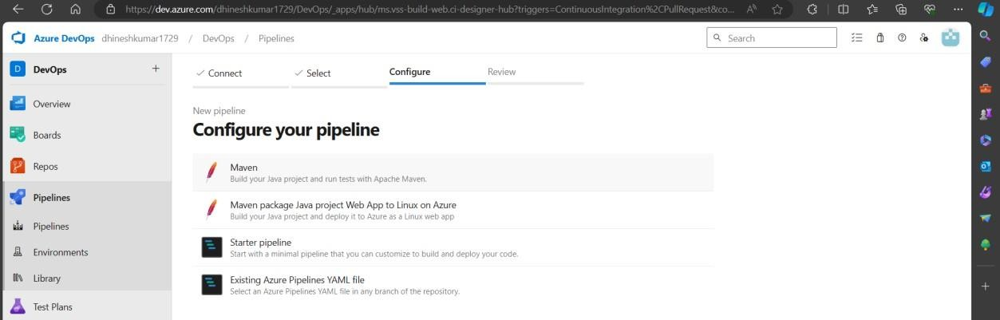 https://dev.azure.com/dhineshkumar1729/DevOps/_apps/hub/ms.vss-build-web.ci-designer-hub?triggers=ContinuousIntegration%2CPullRequest&co...
Azure DevOps dhineshkumar1729 / DevOps / Pipelines
Search
D DevOps +
Overview
Boards
Repos
Pipelines
Pipelines
Environments
Library
Test Plans
Connect Select Configure Review
New pipeline
Configure your pipeline
Maven
Build your Java project and run tests with Apache Maven.
Maven package Java project Web App to Linux on Azure
Build your Java project and deploy it to Azure as a Linux web app
Starter pipeline
Start with a minimal pipeline that you can customize to build and deploy your code.
Existing Azure Pipelines YAML file
Select an Azure Pipelines YAML file in any branch of the repository.